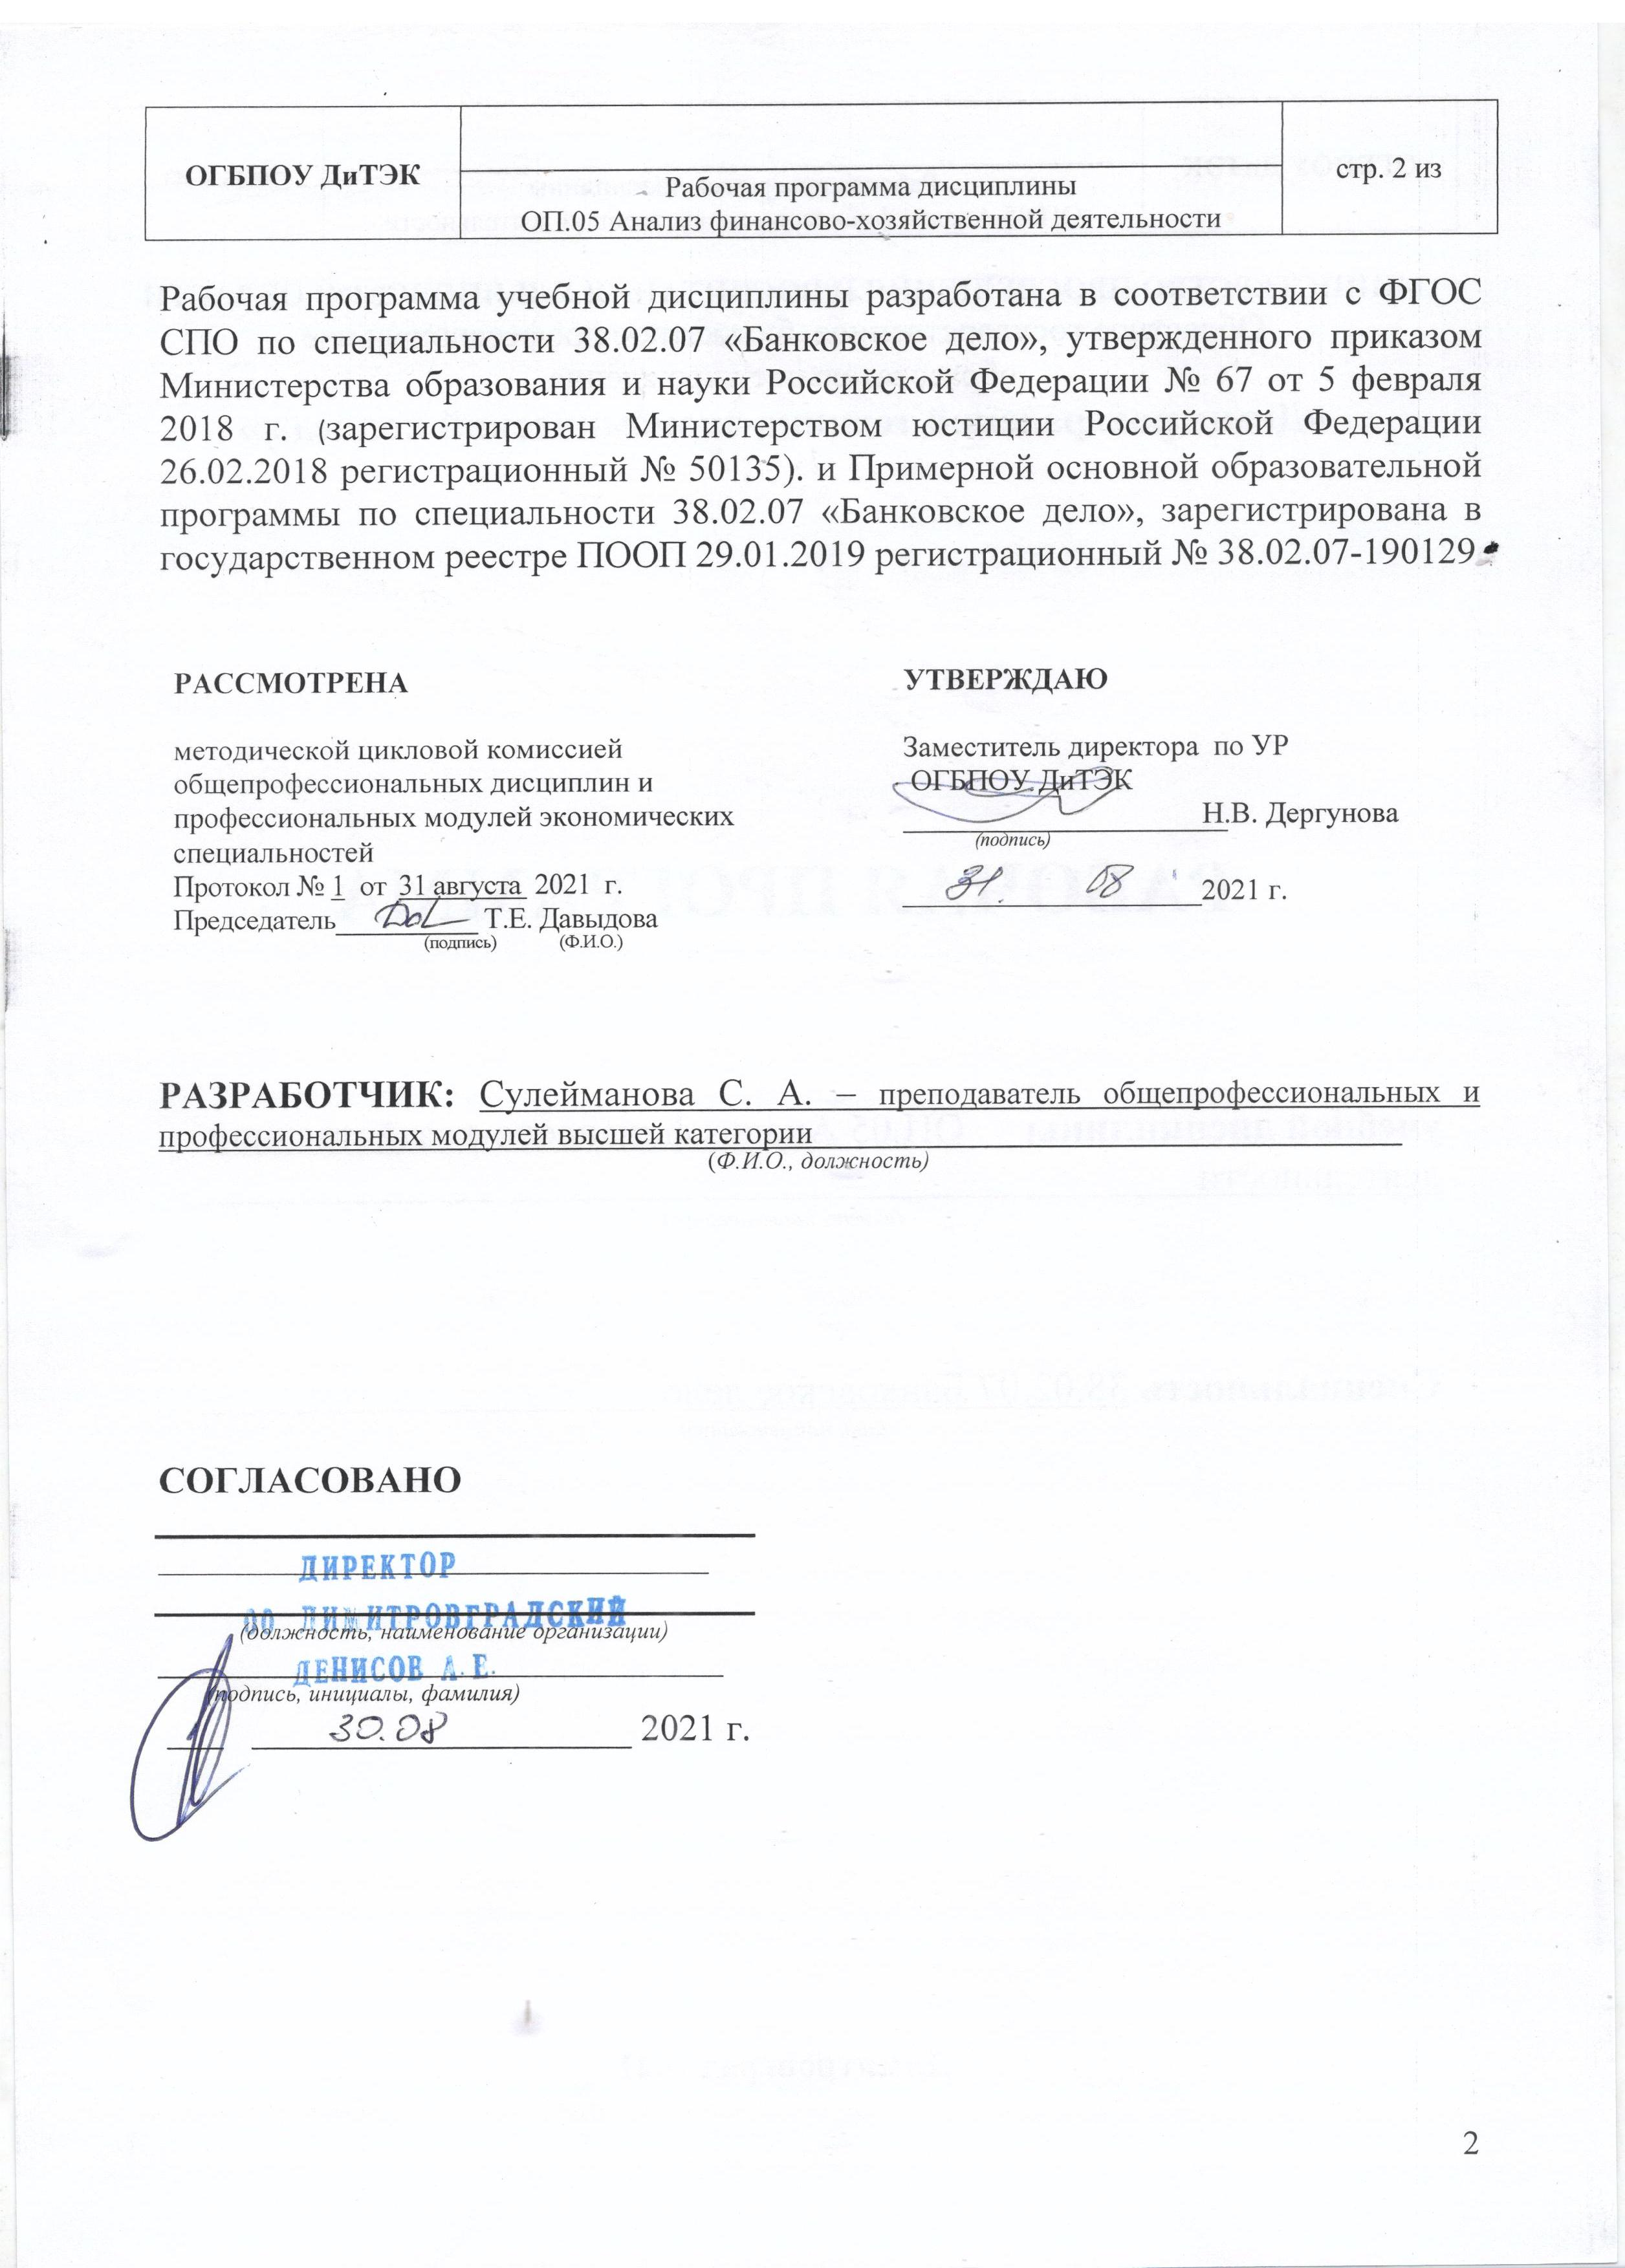 ОГБПОУ ДиТЭК
Рабочая программа дисциплины
ОП.05 Анализ финансово-хозяйственной деятельности
стр. 2 из
Рабочая программа учебной дисциплины разработана в соответствии с ФГОС
СПО по специальности 38.02.07 «Банковское дело», утвержденного приказом
Министерства образования и науки Российской Федерации № 67 от 5 февраля
2018 г. (зарегистрирован Министерством юстиции Российской Федерации
26.02.2018 регистрационный № 50135). и Примерной основной образовательной
программы по специальности 38.02.07 «Банковское дело», зарегистрирована в
государственном реестре ПООП 29.01.2019 регистрационный № 38.02.07-190129
РАССМОТРЕНА
методической цикловой комиссией
общепрофессиональных дисциплин и
профессиональных модулей экономических
специальностей
Протокол № 1 от 31 августа 2021 г.
Председатель Т.Е. Давыдова
(подпись) (Ф.И.О.)
УТВЕРЖДАЮ
Заместитель директора по УР
ОГБПОУ ДиТЭК
Н.В. Дергунова
(подпись)
31. 08 2021 г.
РАЗРАБОТЧИК: Сулейманова С. А. – преподаватель общепрофессиональных и
профессиональных модулей высшей категории
(Ф.И.О., должность)
СОГЛАСОВАНО
ДИРЕКТОР
ОО ДИМИТРОВГРАДСКИЙ
(должность, наименование организации)
ДЕНИСОВ А.Е.
(подпись, инициалы, фамилия)
30.08 2021 г.
2